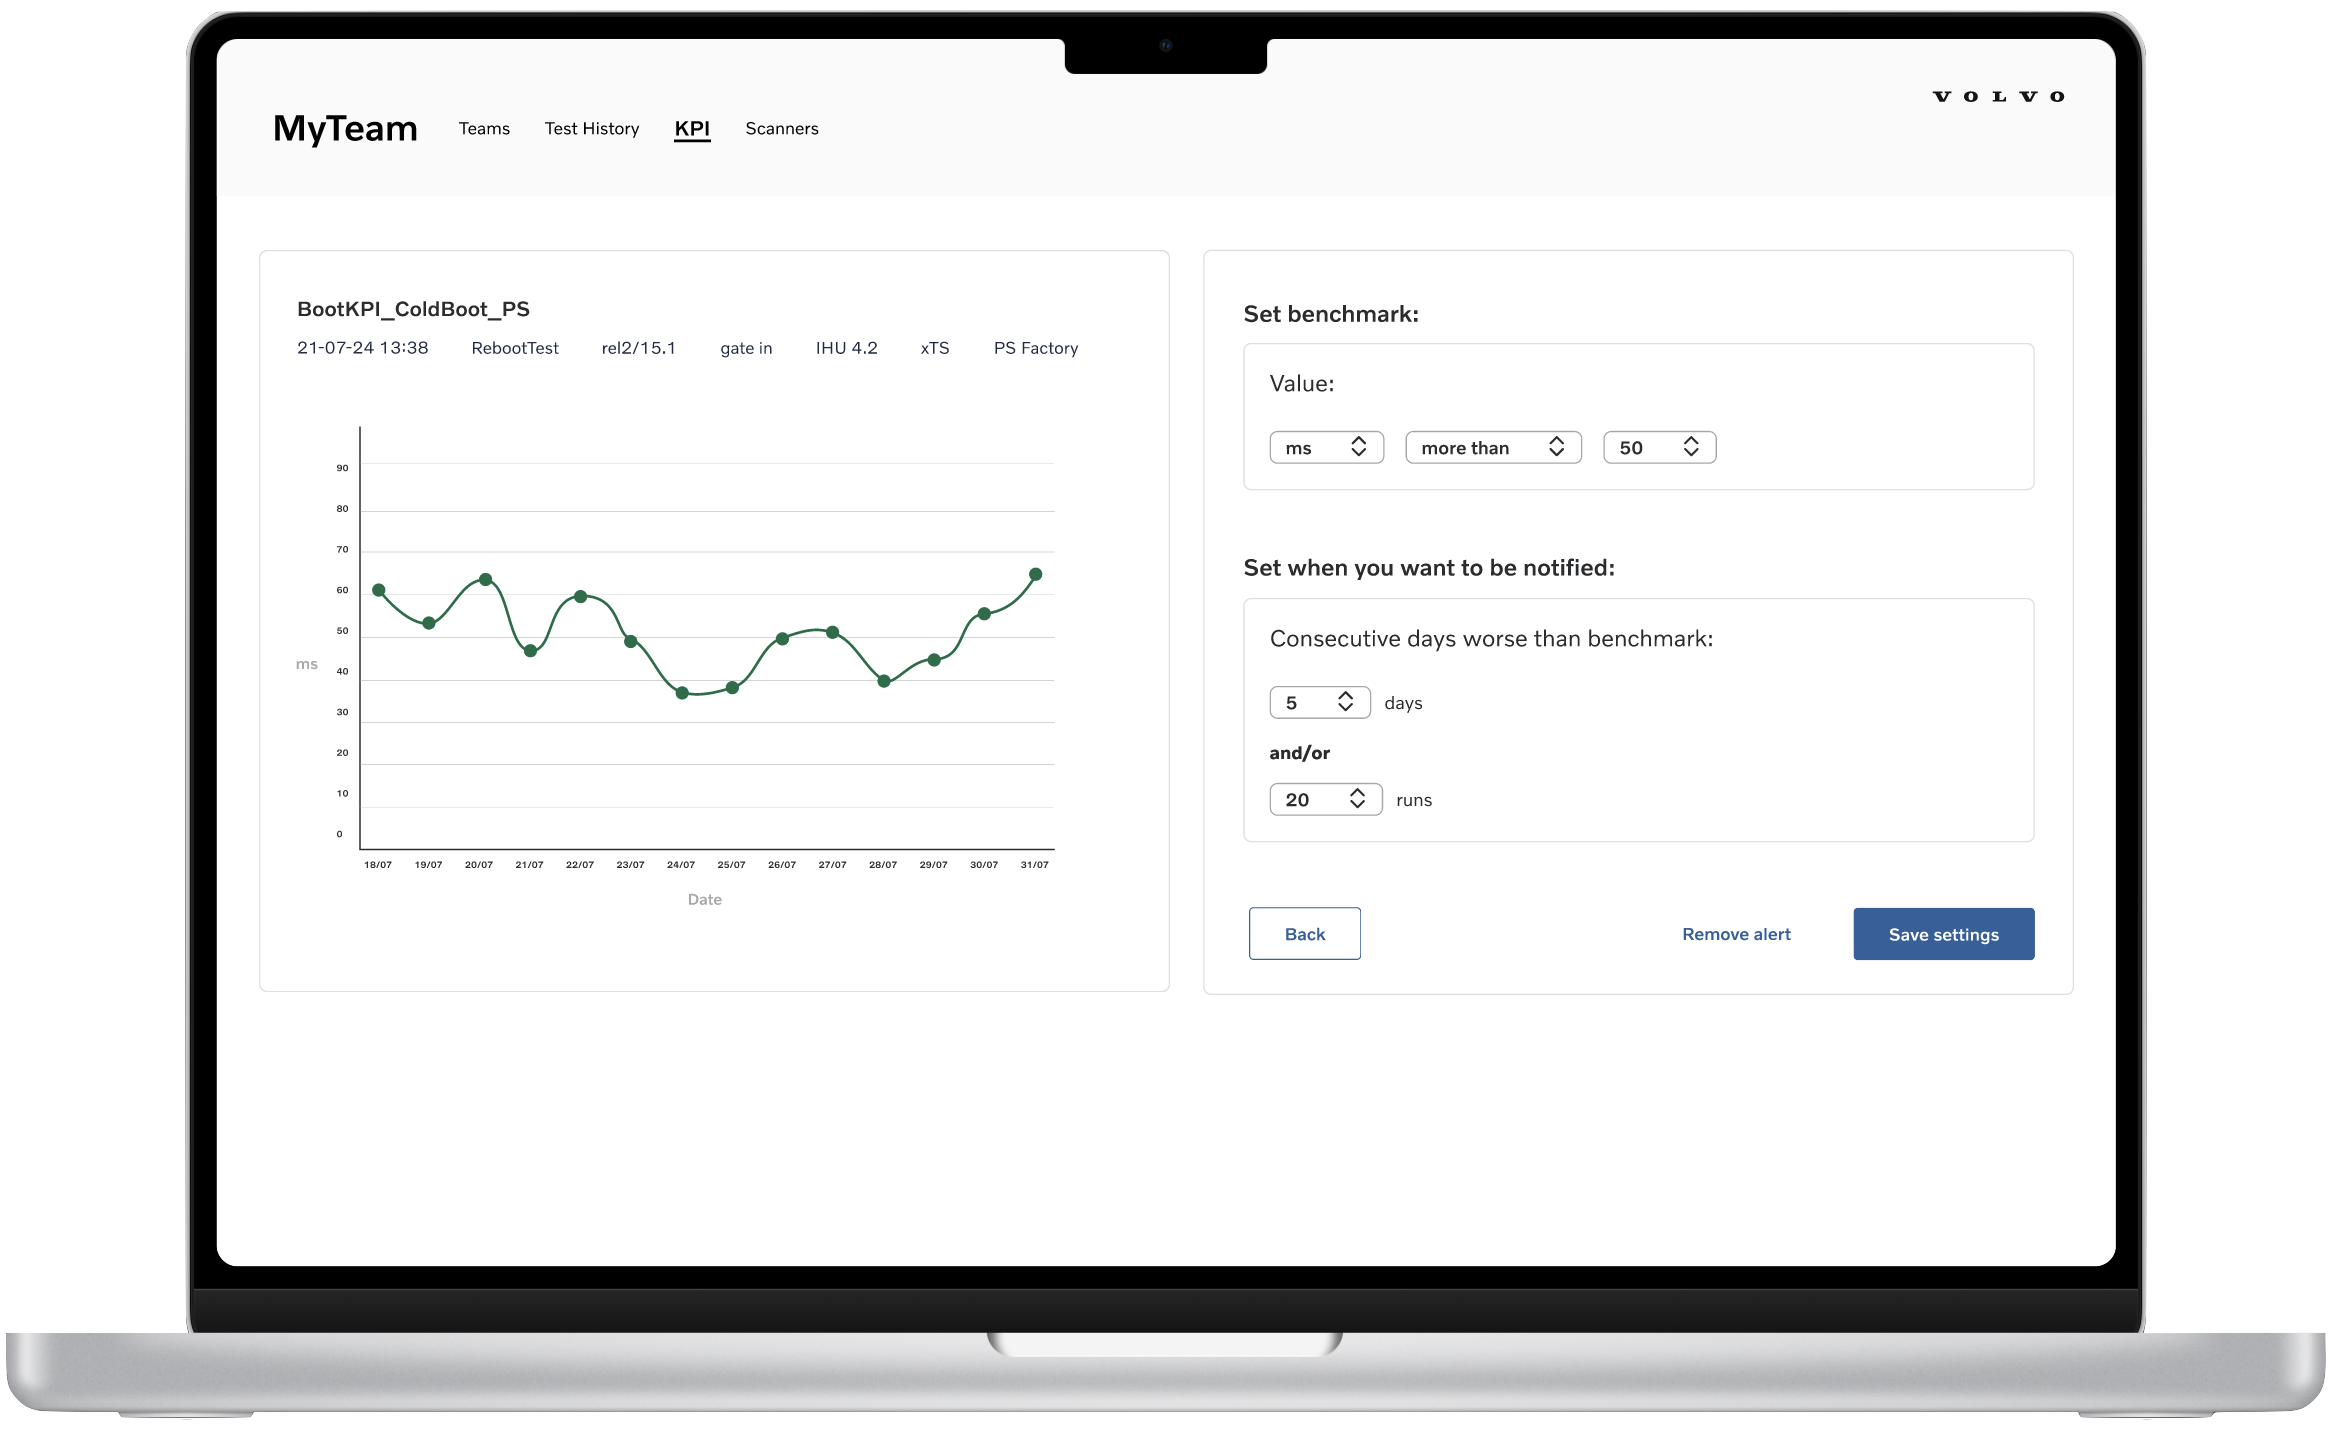 VOLVO
MyTeam Teams Test History KPI Scanners
BootKPI_ColdBoot_PS
21-07-24 13:38 RebootTest rel2/15.1 gate in IHU 4.2 xTS PS Factory
90
80
70
60
50
ms
40
30
20
10
0
18/07 19/07 20/07 21/07 22/07 23/07 24/07 25/07 26/07 27/07 28/07 29/07 30/07 31/07
Date
Set benchmark:
Value:
ms more than 50
Set when you want to be notified:
Consecutive days worse than benchmark:
5 days
and/or
20 runs
Back Remove alert Save settings